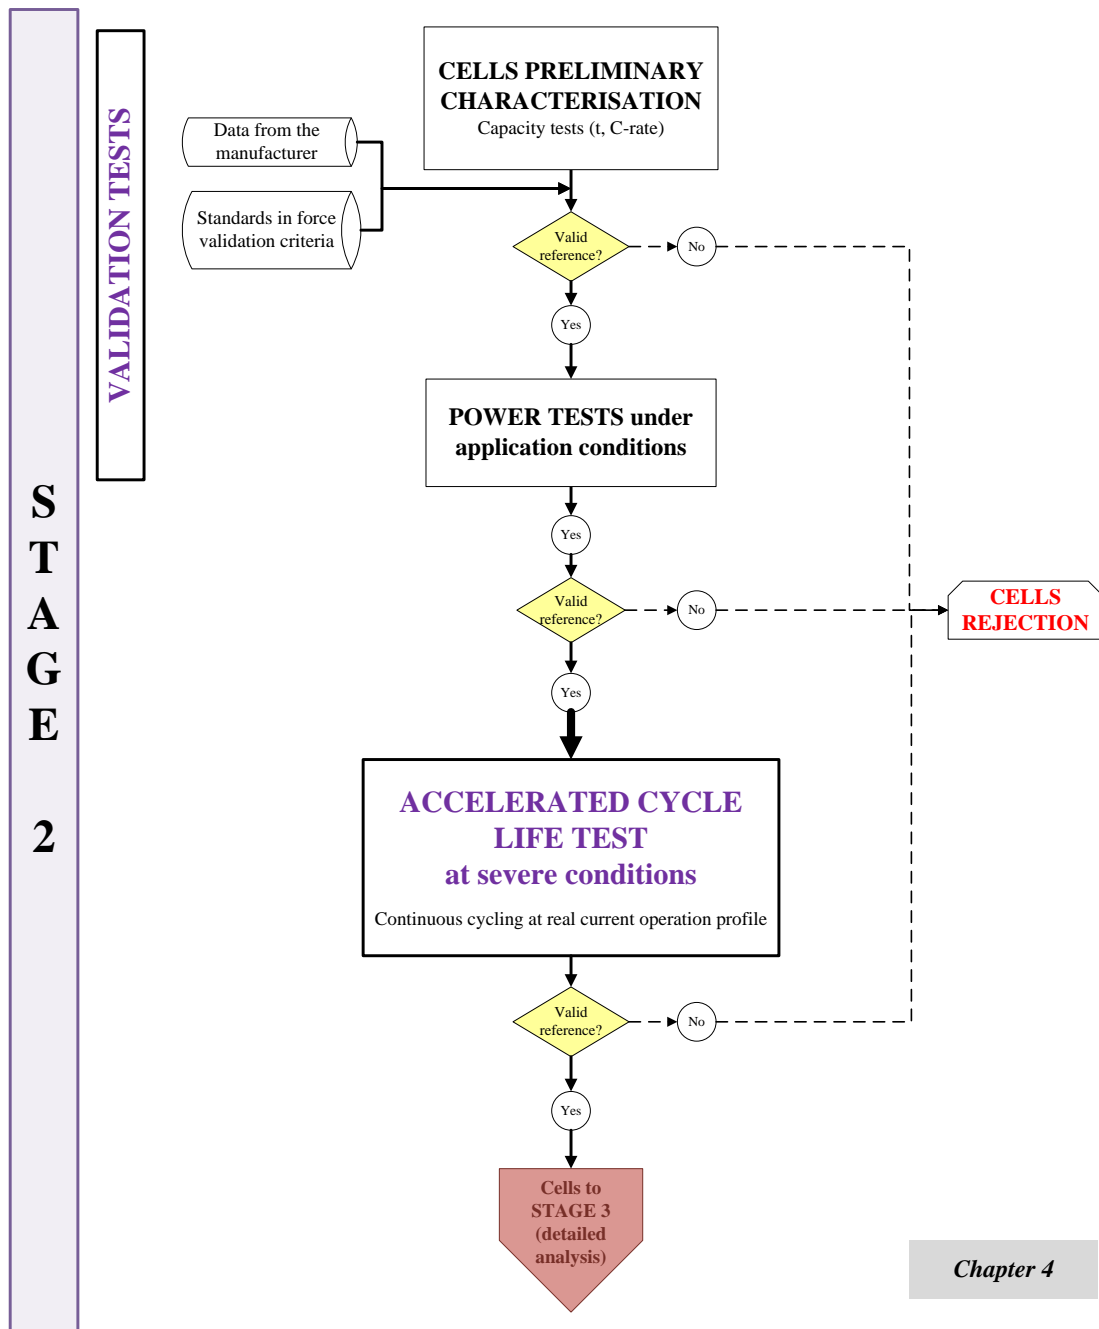 STAGE 2
VALIDATION TESTS
CELLS PRELIMINARY
CHARACTERISATION
Capacity tests (t, C-rate)
Data from the
manufacturer
Standards in force
validation criteria
Valid
reference?
No
Yes
POWER TESTS under
application conditions
Yes
Valid
reference?
No
Yes
CELLS
REJECTION
ACCELERATED CYCLE
LIFE TEST
at severe conditions
Continuous cycling at real current operation profile
Valid
reference?
No
Yes
Cells to
STAGE 3
(detailed
analysis)
Chapter 4